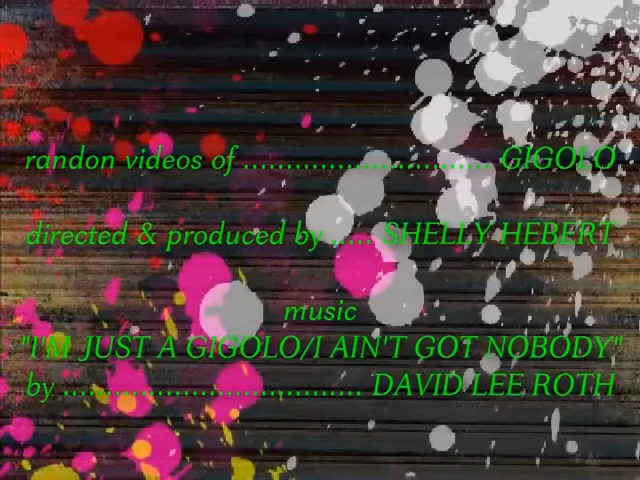 randon videos of ............................. GIGOLO
directed & produced by ..... SHELLY HEBERT
music
"I'M JUST A GIGOLO/I AIN'T GOT NOBODY"
by ................................... DAVID LEE ROTH